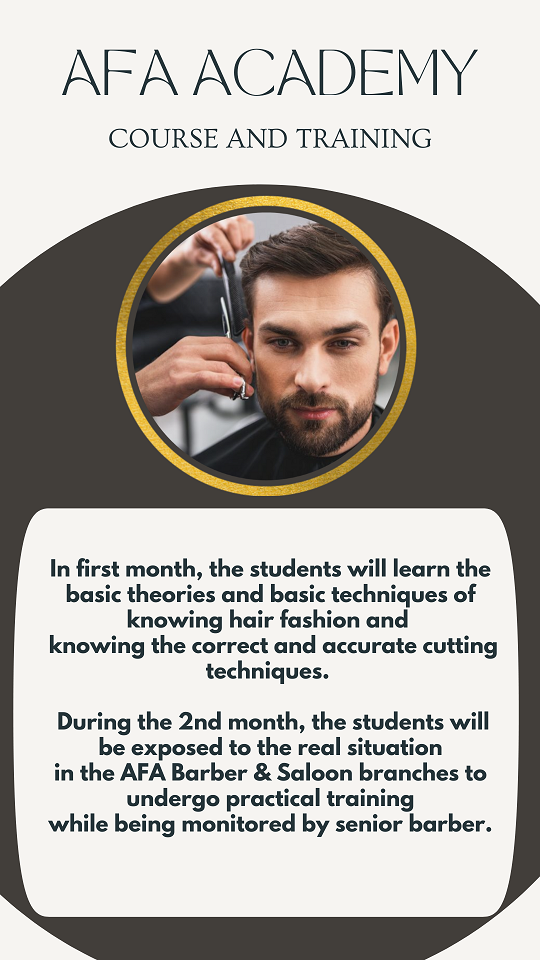 AFA ACADEMY
COURSE AND TRAINING
In first month, the students will learn the
basic theories and basic techniques of
knowing hair fashion and
knowing the correct and accurate cutting
techniques.
During the 2nd month, the students will
be exposed to the real situation
in the AFA Barber & Saloon branches to
undergo practical training
while being monitored by senior barber.